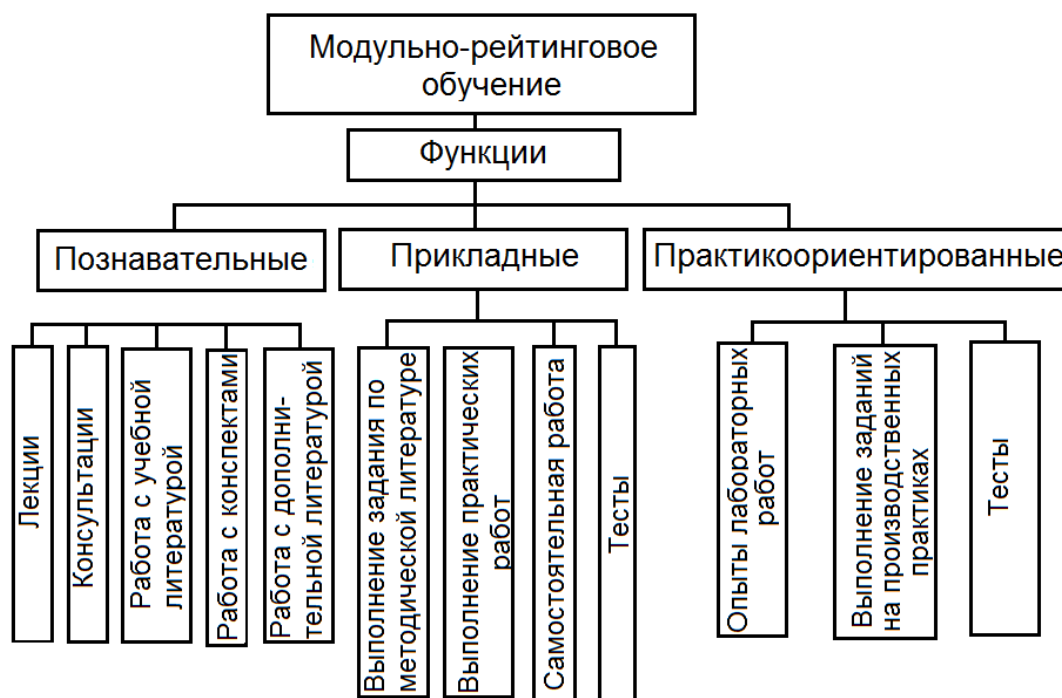 Модульно-рейтинговое
обучение
Функции
Познавательные
Прикладные
Практикоориентированные
Лекции
Консультации
Работа с учебной
литературой
Работа с конспектами
Работа с дополни-
тельной литературой
Выполнение задания по
методической литературе
Выполнение практических
работ
Самостоятельная работа
Тесты
Опыты лабораторных
работ
Выполнение заданий
на производственных
практиках
Тесты